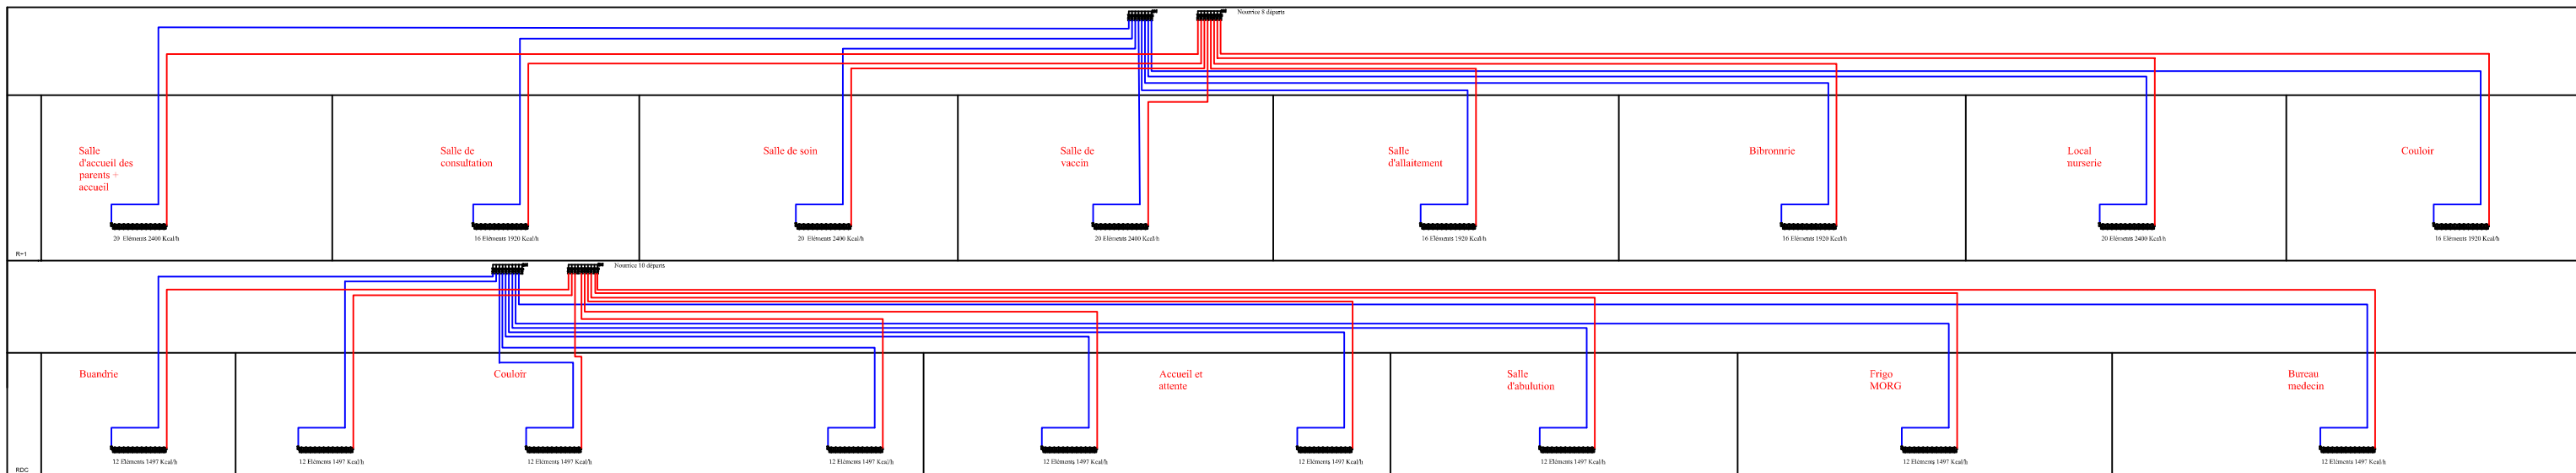 Nourrice 8 départs
Salle
d'accueil des
parents +
accueil
Salle de
consultation
Salle de soin
Salle de
vaccin
Salle
d'allaitement
Bibronnrie
Local
nurserie
Couloir
20 Eléments 2400 Kcal/h
16 Eléments 1920 Kcal/h
20 Eléments 2400 Kcal/h
20 Eléments 2400 Kcal/h
16 Eléments 1920 Kcal/h
16 Eléments 1920 Kcal/h
20 Eléments 2400 Kcal/h
16 Eléments 1920 Kcal/h
R+1
Nourrice 10 départs
Buandrie
Couloir
Accueil et
attente
Salle
d'abulution
Frigo
MORG
Bureau
medecin
12 Eléments 1497 Kcal/h
12 Eléments 1497 Kcal/h
12 Eléments 1497 Kcal/h
12 Eléments 1497 Kcal/h
12 Eléments 1497 Kcal/h
12 Eléments 1497 Kcal/h
12 Eléments 1497 Kcal/h
12 Eléments 1497 Kcal/h
12 Eléments 1497 Kcal/h
RDC